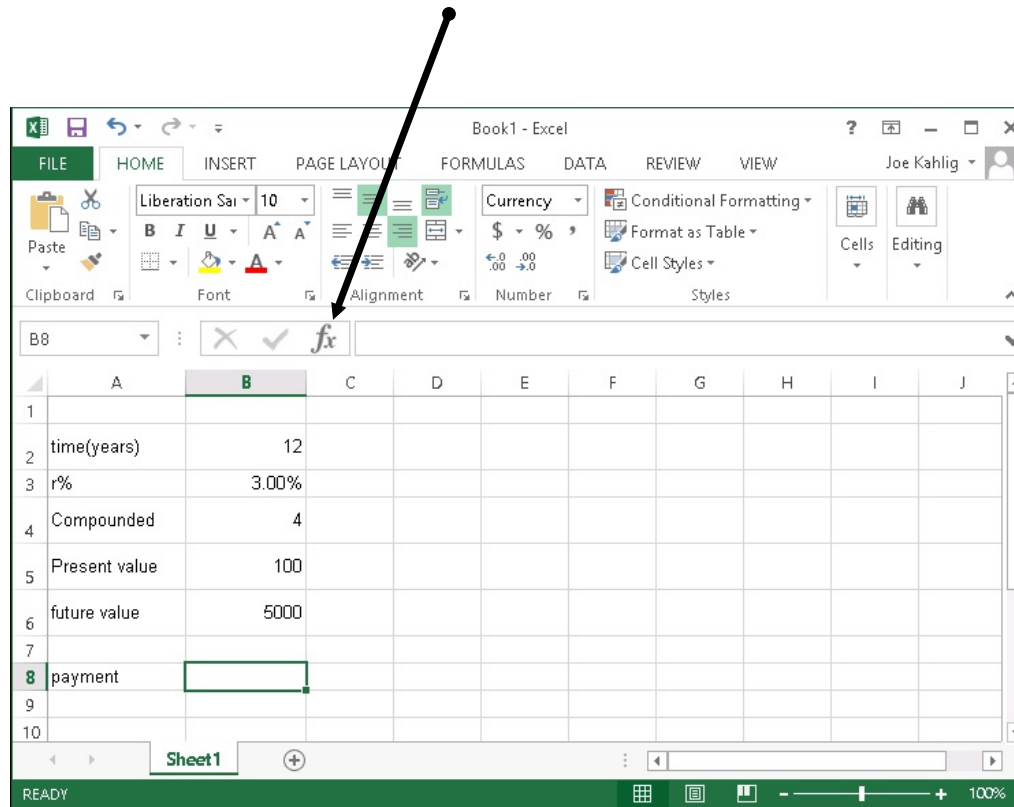 Book1 - Excel ?
FILE HOME INSERT PAGE LAYOUT FORMULAS DATA REVIEW VIEW Joe Kahlig
Liberation Sai 10 Currency Conditional Formatting
Paste B I U A A A $ % , Format as Table Cells Editing
.00 .0 .00 .0 Cell Styles
Clipboard Font Alignment Number Styles
B8 fx
A B C D E F G H I J
1
2 time(years) 12
3 r% 3.00%
4 Compounded 4
5 Present value 100
6 future value 5000
7
8 payment
9
10
Sheet1
READY 100%